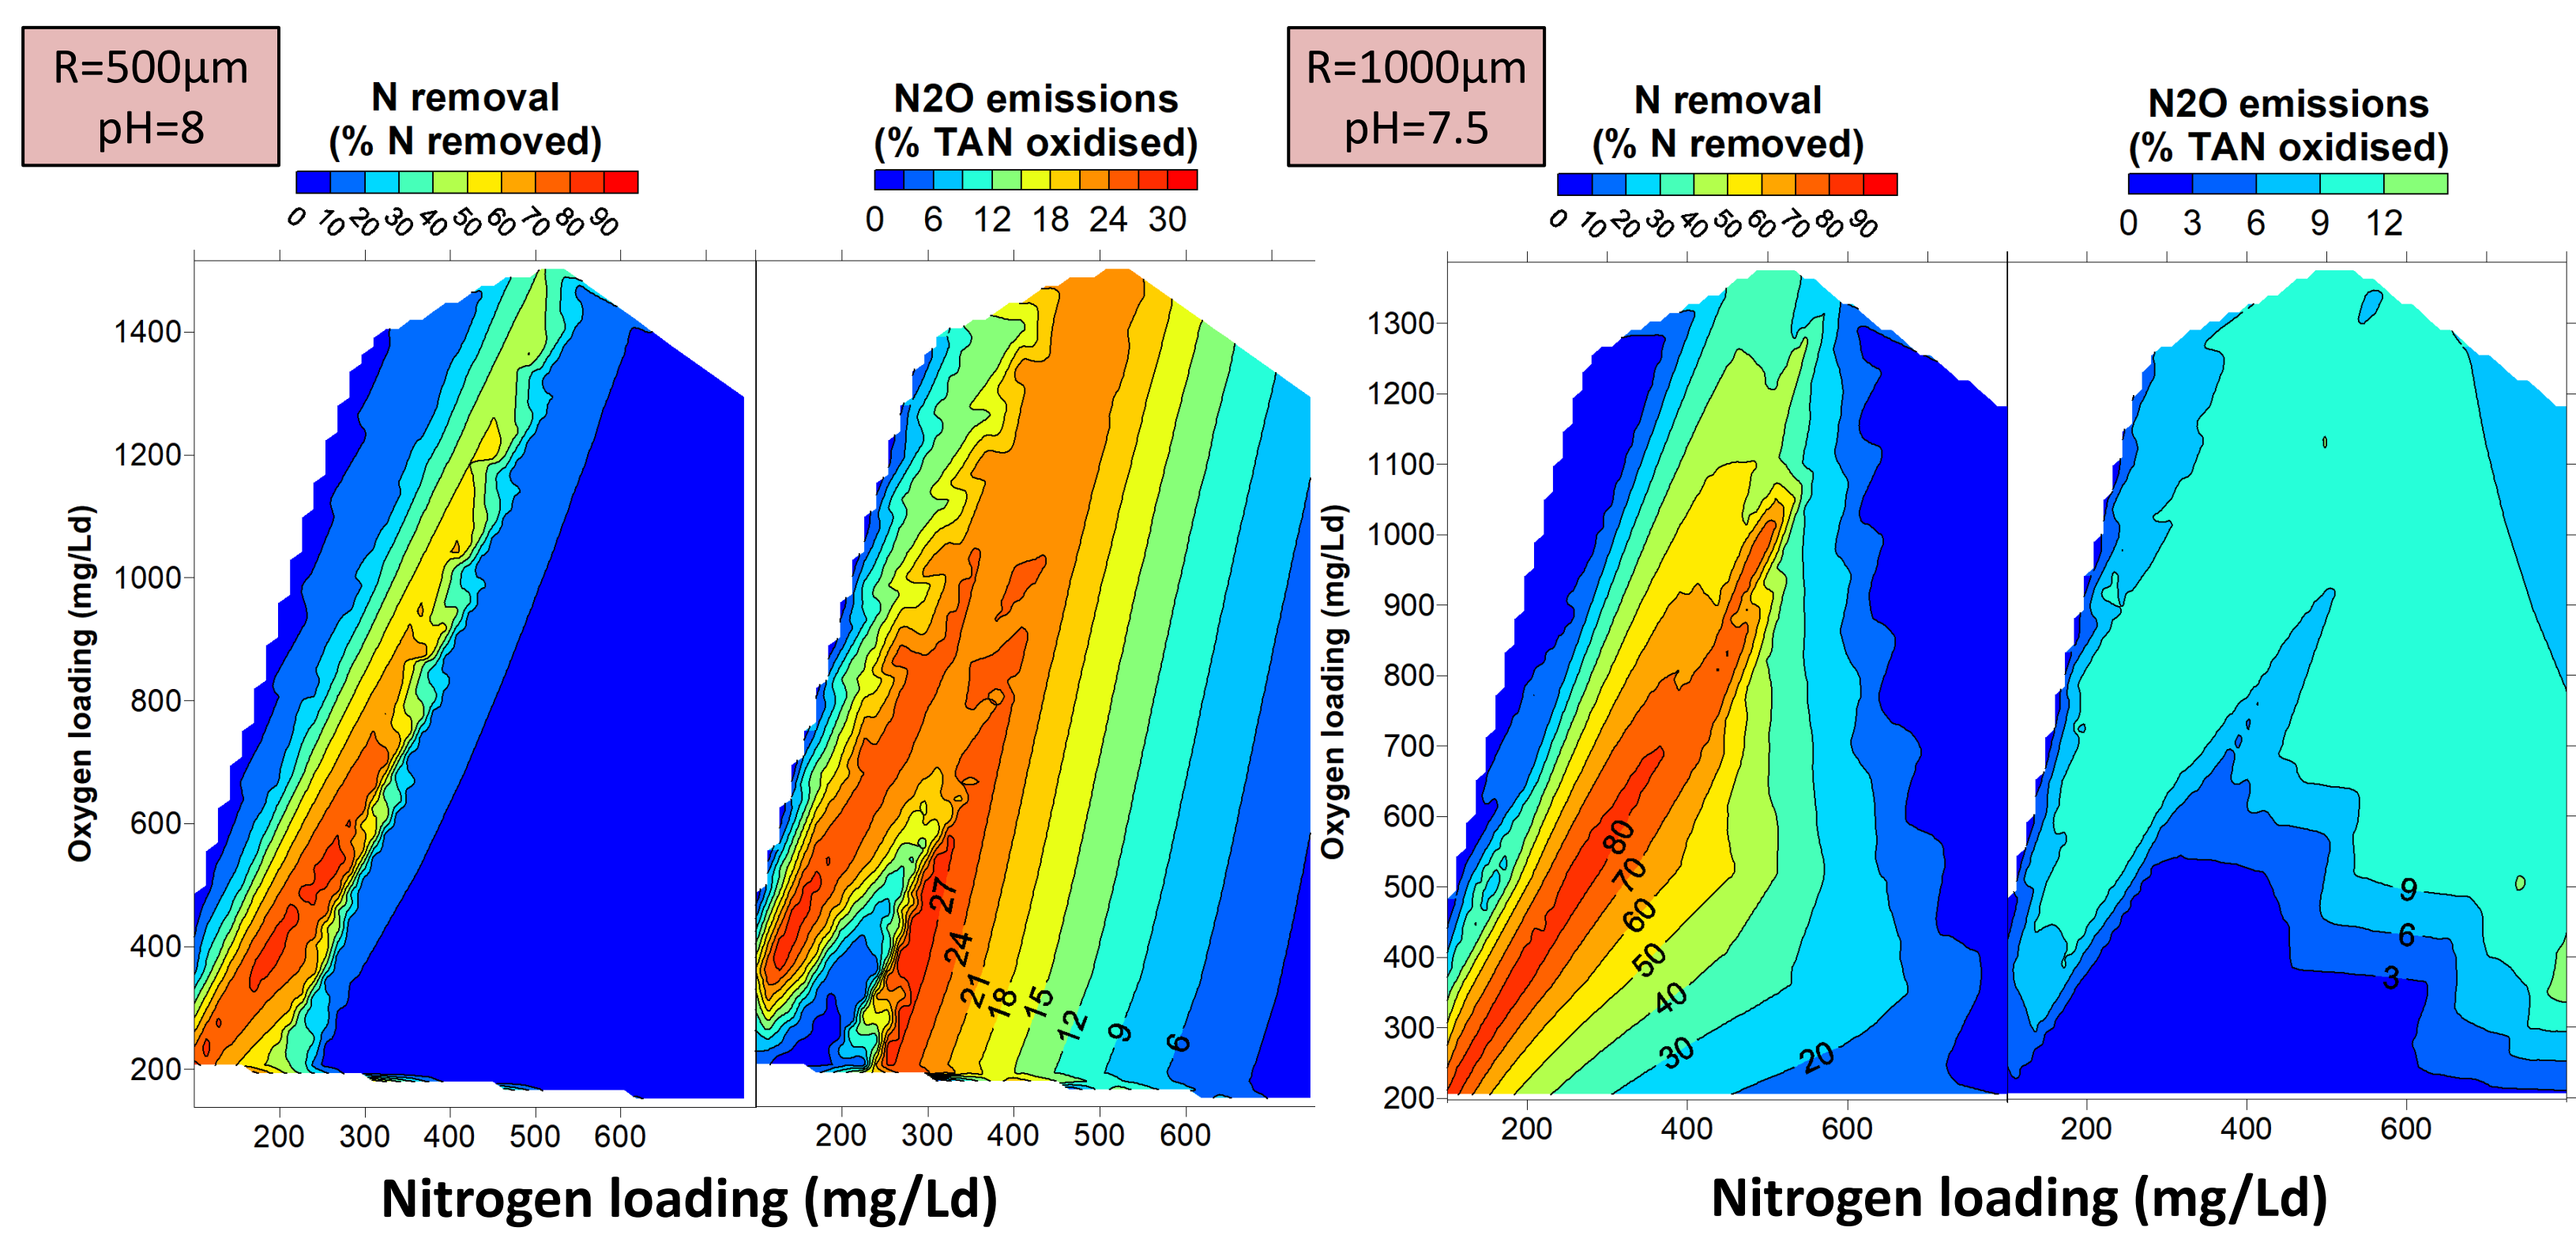 R=500µm
pH=8
N removal
(% N removed)
0 10 20 30 40 50 60 70 80 90
N2O emissions
(% TAN oxidised)
0 6 12 18 24 30
R=1000µm
pH=7.5
N removal
(% N removed)
0 10 20 30 40 50 60 70 80 90
N2O emissions
(% TAN oxidised)
0 3 6 9 12
Oxygen loading (mg/Ld)
1400
1200
1000
800
600
400
200
27
24
21
18
15
12
9
6
200 300 400 500 600
200 300 400 500 600
Nitrogen loading (mg/Ld)
Oxygen loading (mg/Ld)
1300
1200
1100
1000
900
800
700
600
500
400
300
200
80
70
60
50
40
30
20
9
6
3
200 400 600
200 400 600
Nitrogen loading (mg/Ld)